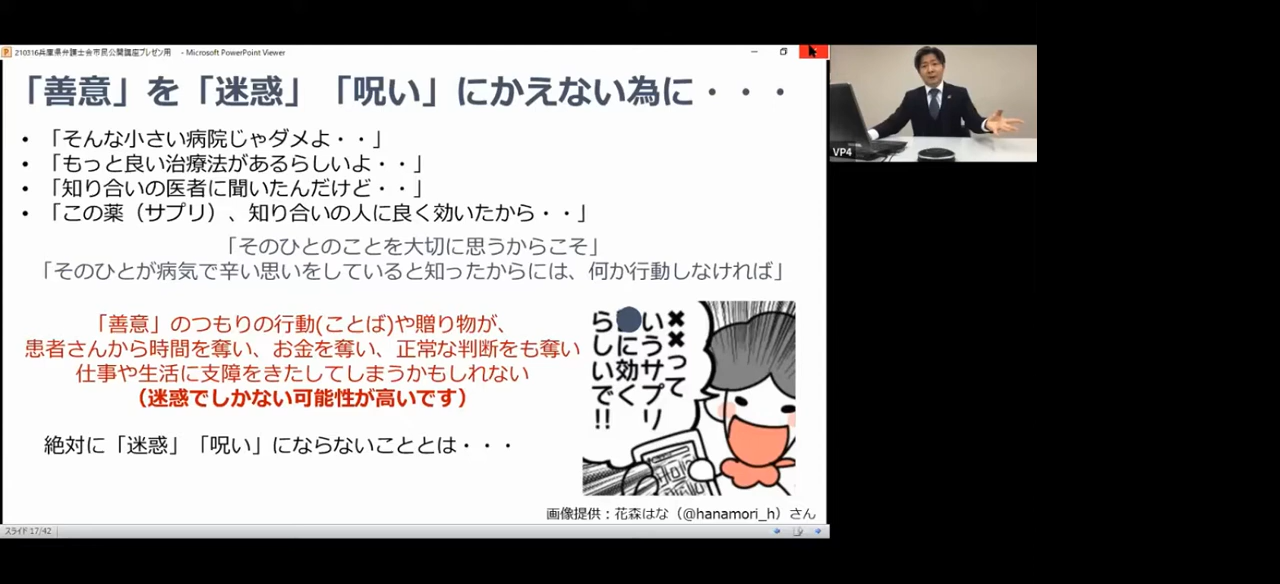 210316兵庫県弁護士会市民公開講座プレゼン用 - Microsoft PowerPoint Viewer
「善意」を「迷惑」「呪い」にかえない為に・・・
• 「そんな小さい病院じゃダメよ・・」
• 「もっと良い治療法があるらしいよ・・」
• 「知り合いの医者に聞いたんだけど・・」
• 「この薬（サプリ）、知り合いの人に良く効いたから・・」
「そのひとのことを大切に思うからこそ」
「そのひとが病気で辛い思いをしていると知ったからには、何か行動しなければ」
「善意」のつもりの行動(ことば)や贈り物が、
患者さんから時間を奪い、お金を奪い、正常な判断をも奪い
仕事や生活に支障をきたしてしまうかもしれない
（迷惑でしかない可能性が高いです）
絶対に「迷惑」「呪い」にならないこととは・・・
✖✖って
いうサプリ
に効く
らしいで!!
画像提供：花森はな（@hanamori_h）さん
スライド 17/42
VP4